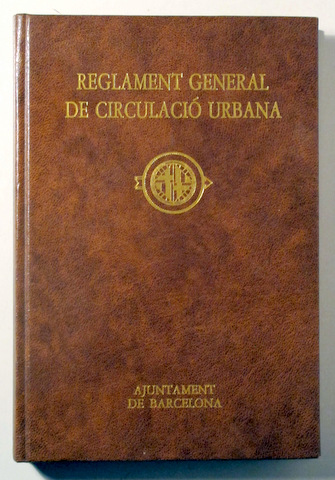 REGLAMENT GENERAL
DE CIRCULACIÓ URBANA
AJUNTAMENT
DE BARCELONA